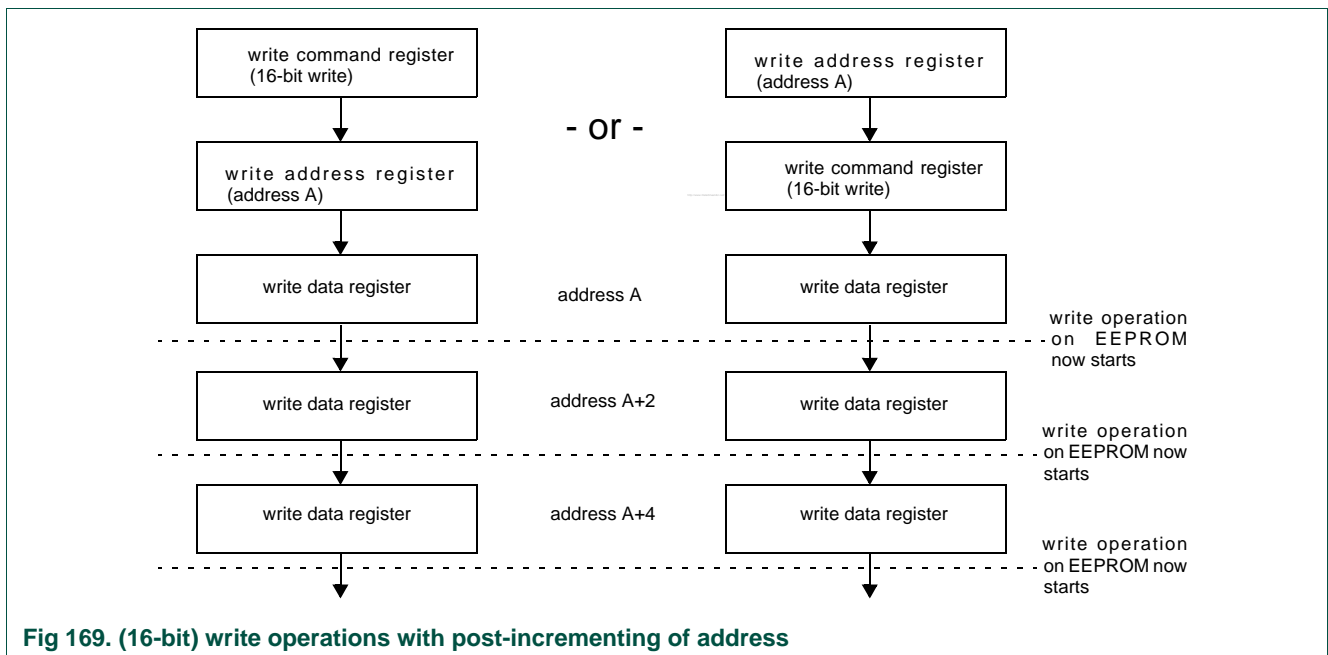 write command register
(16-bit write)
write address register
(address A)
write data register
write data register
write data register
- or -
address A
address A+2
address A+4
write address register
(address A)
write command register
(16-bit write)
write data register
write data register
write data register
write operation
on EEPROM
now starts
write operation
on EEPROM now
starts
write operation
on EEPROM now
starts
Fig 169. (16-bit) write operations with post-incrementing of address